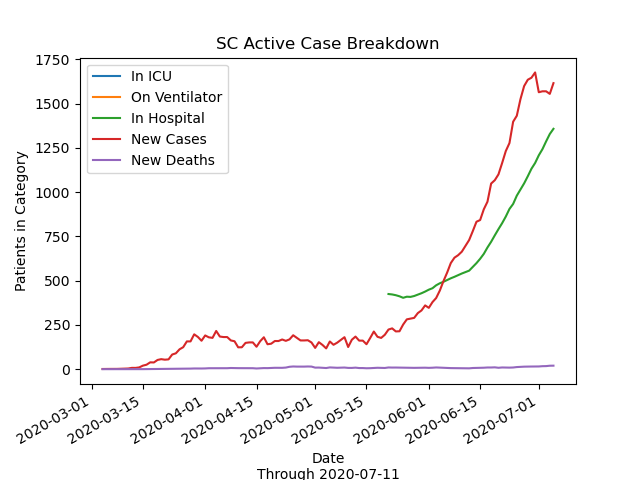 SC Active Case Breakdown
In ICU
On Ventilator
In Hospital
New Cases
New Deaths
Patients in Category
1750
1500
1250
1000
750
500
250
0
2020-03-01
2020-03-15
2020-04-01
2020-04-15
2020-05-01
2020-05-15
2020-06-01
2020-06-15
2020-07-01
Date
Through 2020-07-11